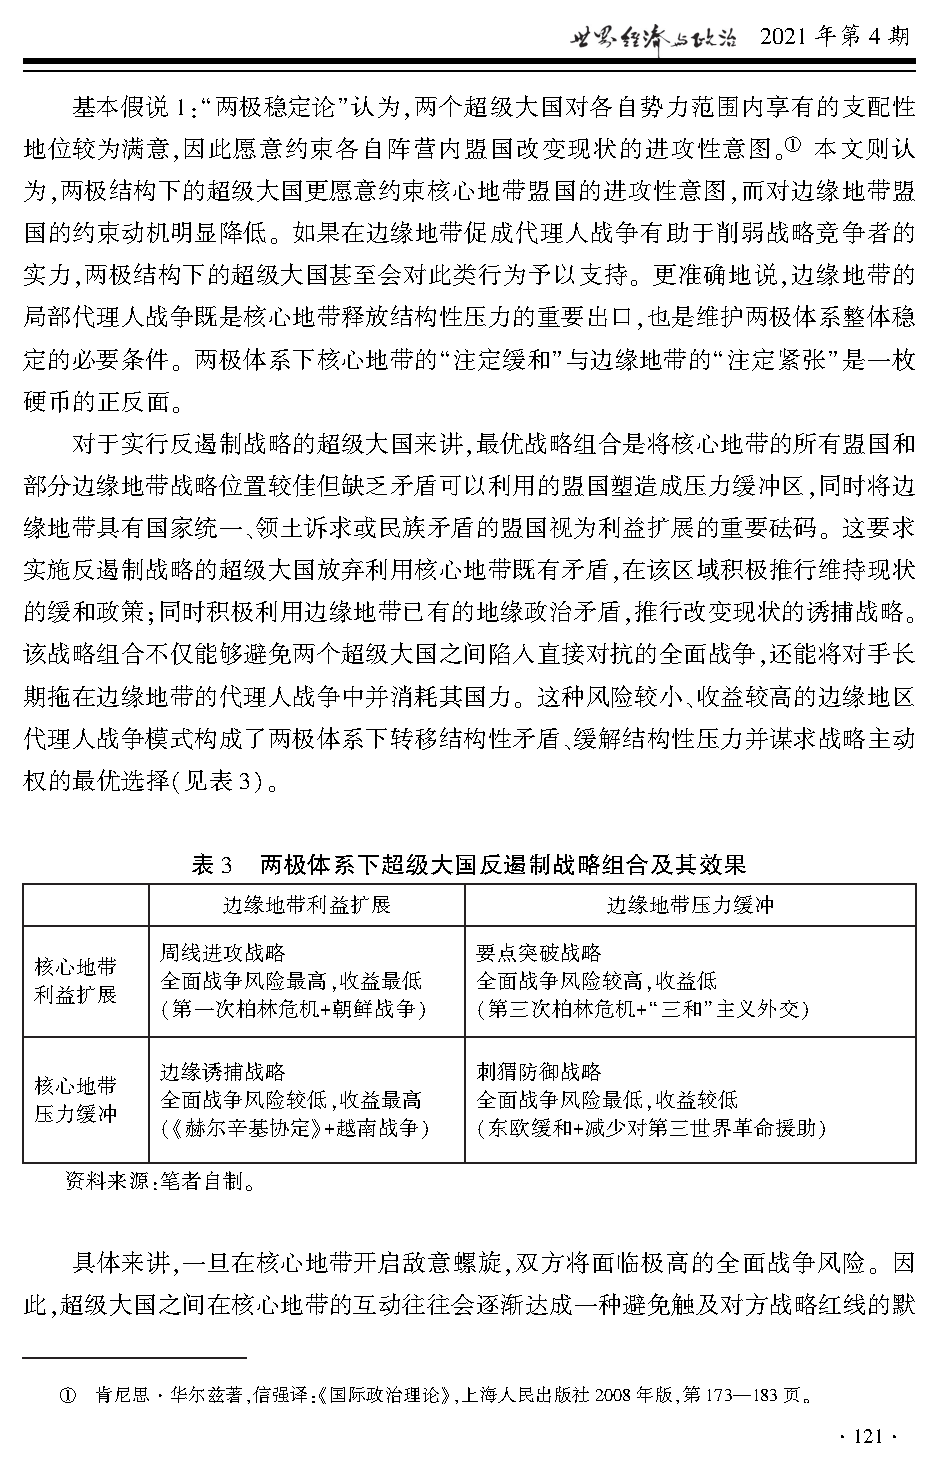 世界经济与政治 2021 年第 4 期
基本假说 1:“两极稳定论”认为,两个超级大国对各自势力范围内享有的支配性
地位较为满意,因此愿意约束各自阵营内盟国改变现状的进攻性意图。① 本文则认
为,两极结构下的超级大国更愿意约束核心地带盟国的进攻性意图,而对边缘地带盟
国的约束动机明显降低。如果在边缘地带促成代理人战争有助于削弱战略竞争者的
实力,两极结构下的超级大国甚至会对此类行为予以支持。更准确地说,边缘地带的
局部代理人战争既是核心地带释放结构性压力的重要出口,也是维护两极体系整体稳
定的必要条件。两极体系下核心地带的“注定缓和”与边缘地带的“注定紧张”是一枚
硬币的正反面。
对于实行反遏制战略的超级大国来讲,最优战略组合是将核心地带的所有盟国和
部分边缘地带战略位置较佳但缺乏矛盾可以利用的盟国塑造成压力缓冲区,同时将边
缘地带具有国家统一、领土诉求或民族矛盾的盟国视为利益扩展的重要砝码。这要求
实施反遏制战略的超级大国放弃利用核心地带既有矛盾,在该区域积极推行维持现状
的缓和政策;同时积极利用边缘地带已有的地缘政治矛盾,推行改变现状的诱捕战略。
该战略组合不仅能够避免两个超级大国之间陷入直接对抗的全面战争,还能将对手长
期拖在边缘地带的代理人战争中并消耗其国力。这种风险较小、收益较高的边缘地区
代理人战争模式构成了两极体系下转移结构性矛盾、缓解结构性压力并谋求战略主动
权的最优选择(见表 3)。
表 3 两极体系下超级大国反遏制战略组合及其效果
边缘地带利益扩展 边缘地带压力缓冲
核心地带
利益扩展
周线进攻战略
全面战争风险最高,收益最低
(第一次柏林危机+朝鲜战争)
要点突破战略
全面战争风险较高,收益低
(第三次柏林危机+“三和”主义外交)
核心地带
压力缓冲
边缘诱捕战略
全面战争风险较低,收益最高
(《赫尔辛基协定》+越南战争)
刺猬防御战略
全面战争风险最低,收益较低
(东欧缓和+减少对第三世界革命援助)
资料来源:笔者自制。
具体来讲,一旦在核心地带开启敌意螺旋,双方将面临极高的全面战争风险。因
此,超级大国之间在核心地带的互动往往会逐渐达成一种避免触及对方战略红线的默
① 肯尼思·华尔兹著,信强译:《国际政治理论》,上海人民出版社 2008 年版,第 173—183 页。
· 121 ·